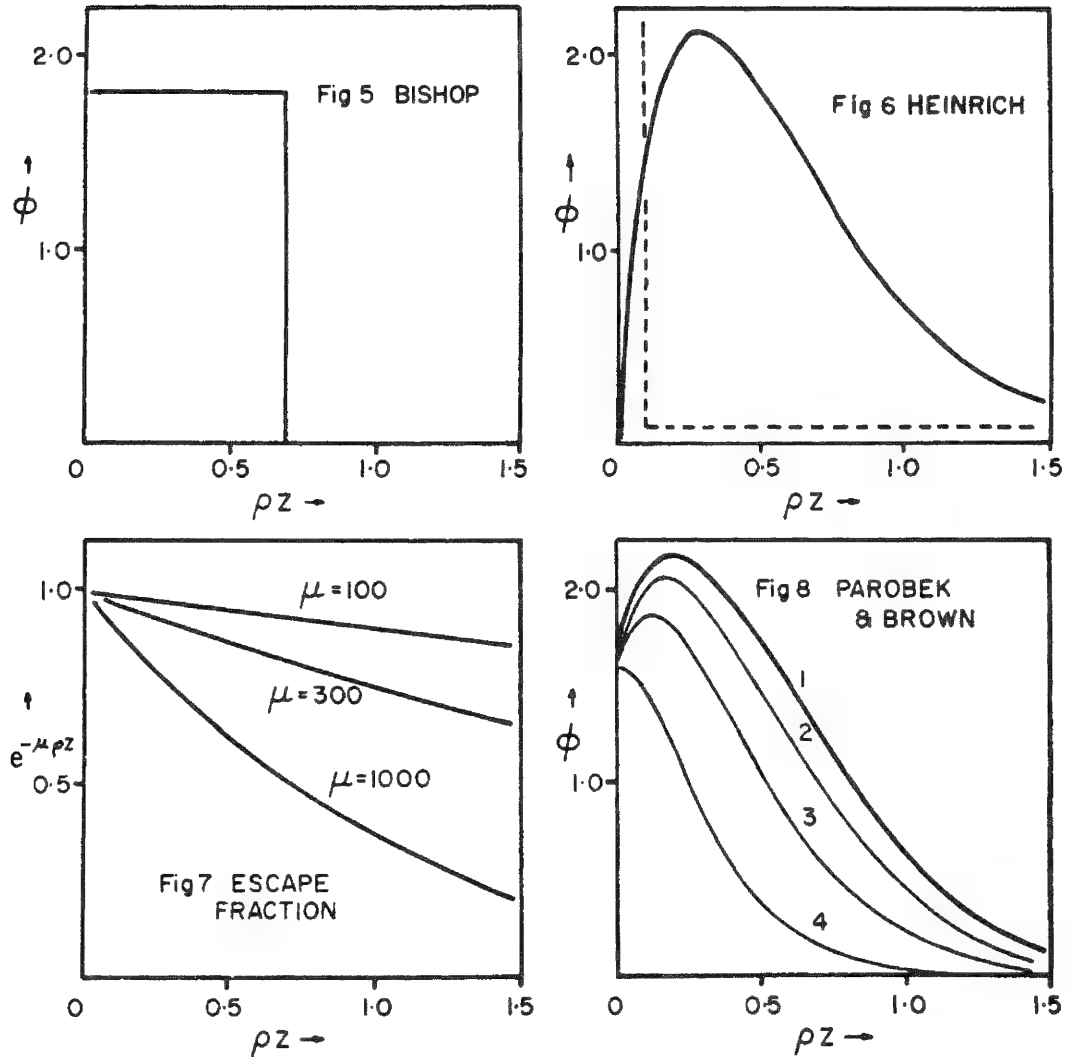 2·0
1·0
ϕ →
0
0·5
1·0
1·5
ρz →
Fig 5 BISHOP
2·0
1·0
ϕ →
0
0·5
1·0
1·5
ρz →
Fig 6 HEINRICH
1·0
0·5
e^-μρz →
0
0·5
1·0
1·5
ρz →
μ=100
μ=300
μ=1000
Fig 7 ESCAPE
FRACTION
2·0
1·0
ϕ →
0
0·5
1·0
1·5
ρz →
Fig 8 PAROBEK
& BROWN
1
2
3
4